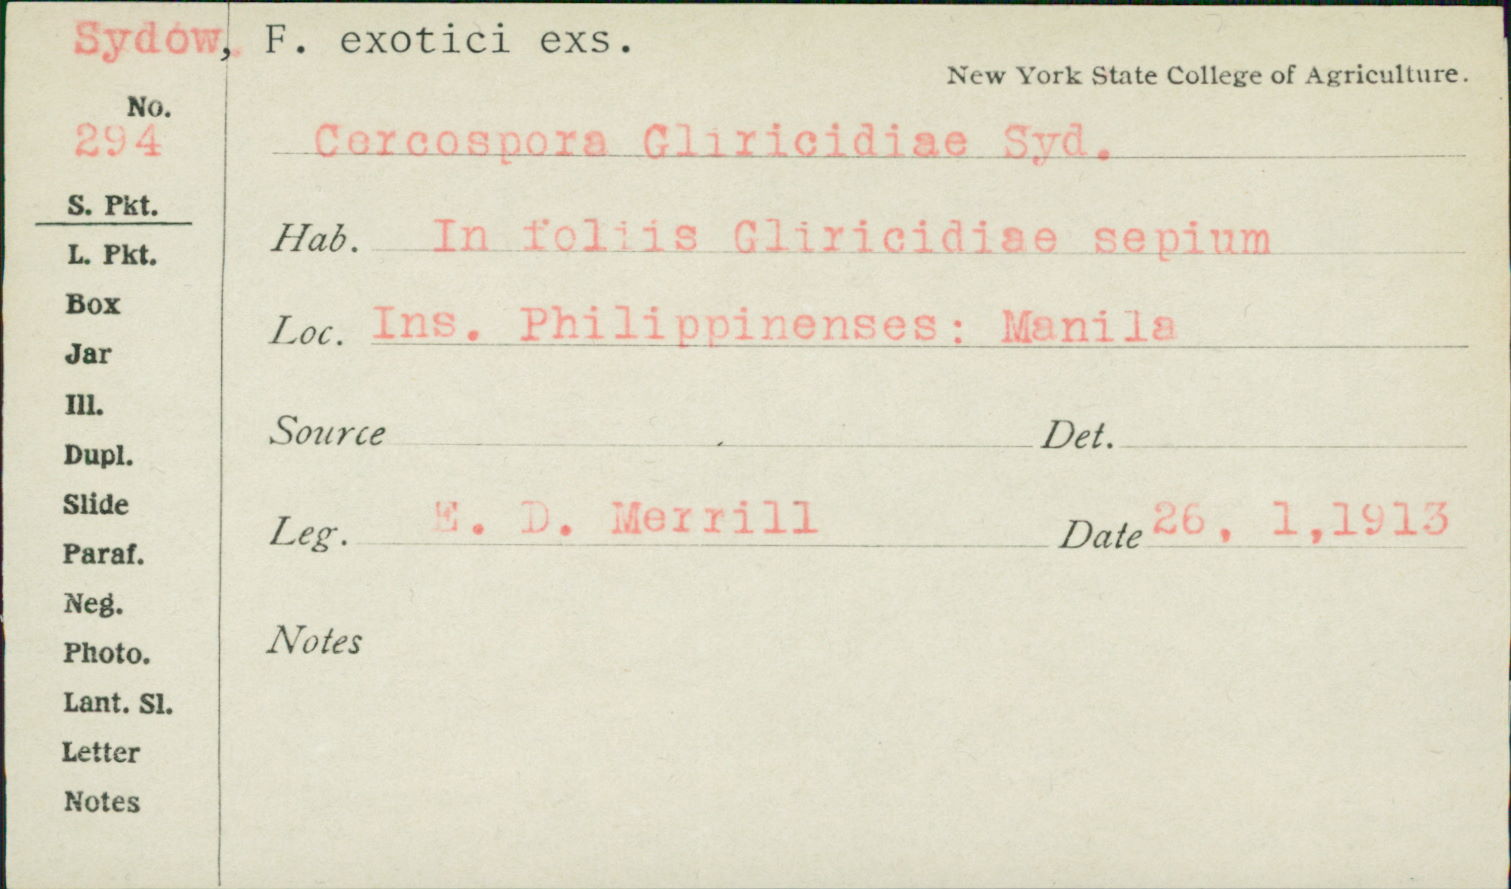 Sydow, F. exotici exs.
New York State College of Agriculture.
No.
294
Cercospora Gliricidiae Syd.
S. Pkt.
Hab. In foliis Gliricidiae sepium
L. Pkt.
Box
Loc. Ins. Philippinenses: Manila
Jar
Ill.
Source
Det.
Dupl.
Slide
Leg. E. D. Merrill
Date 26, 1,1913
Paraf.
Neg.
Notes
Photo.
Lant. Sl.
Letter
Notes